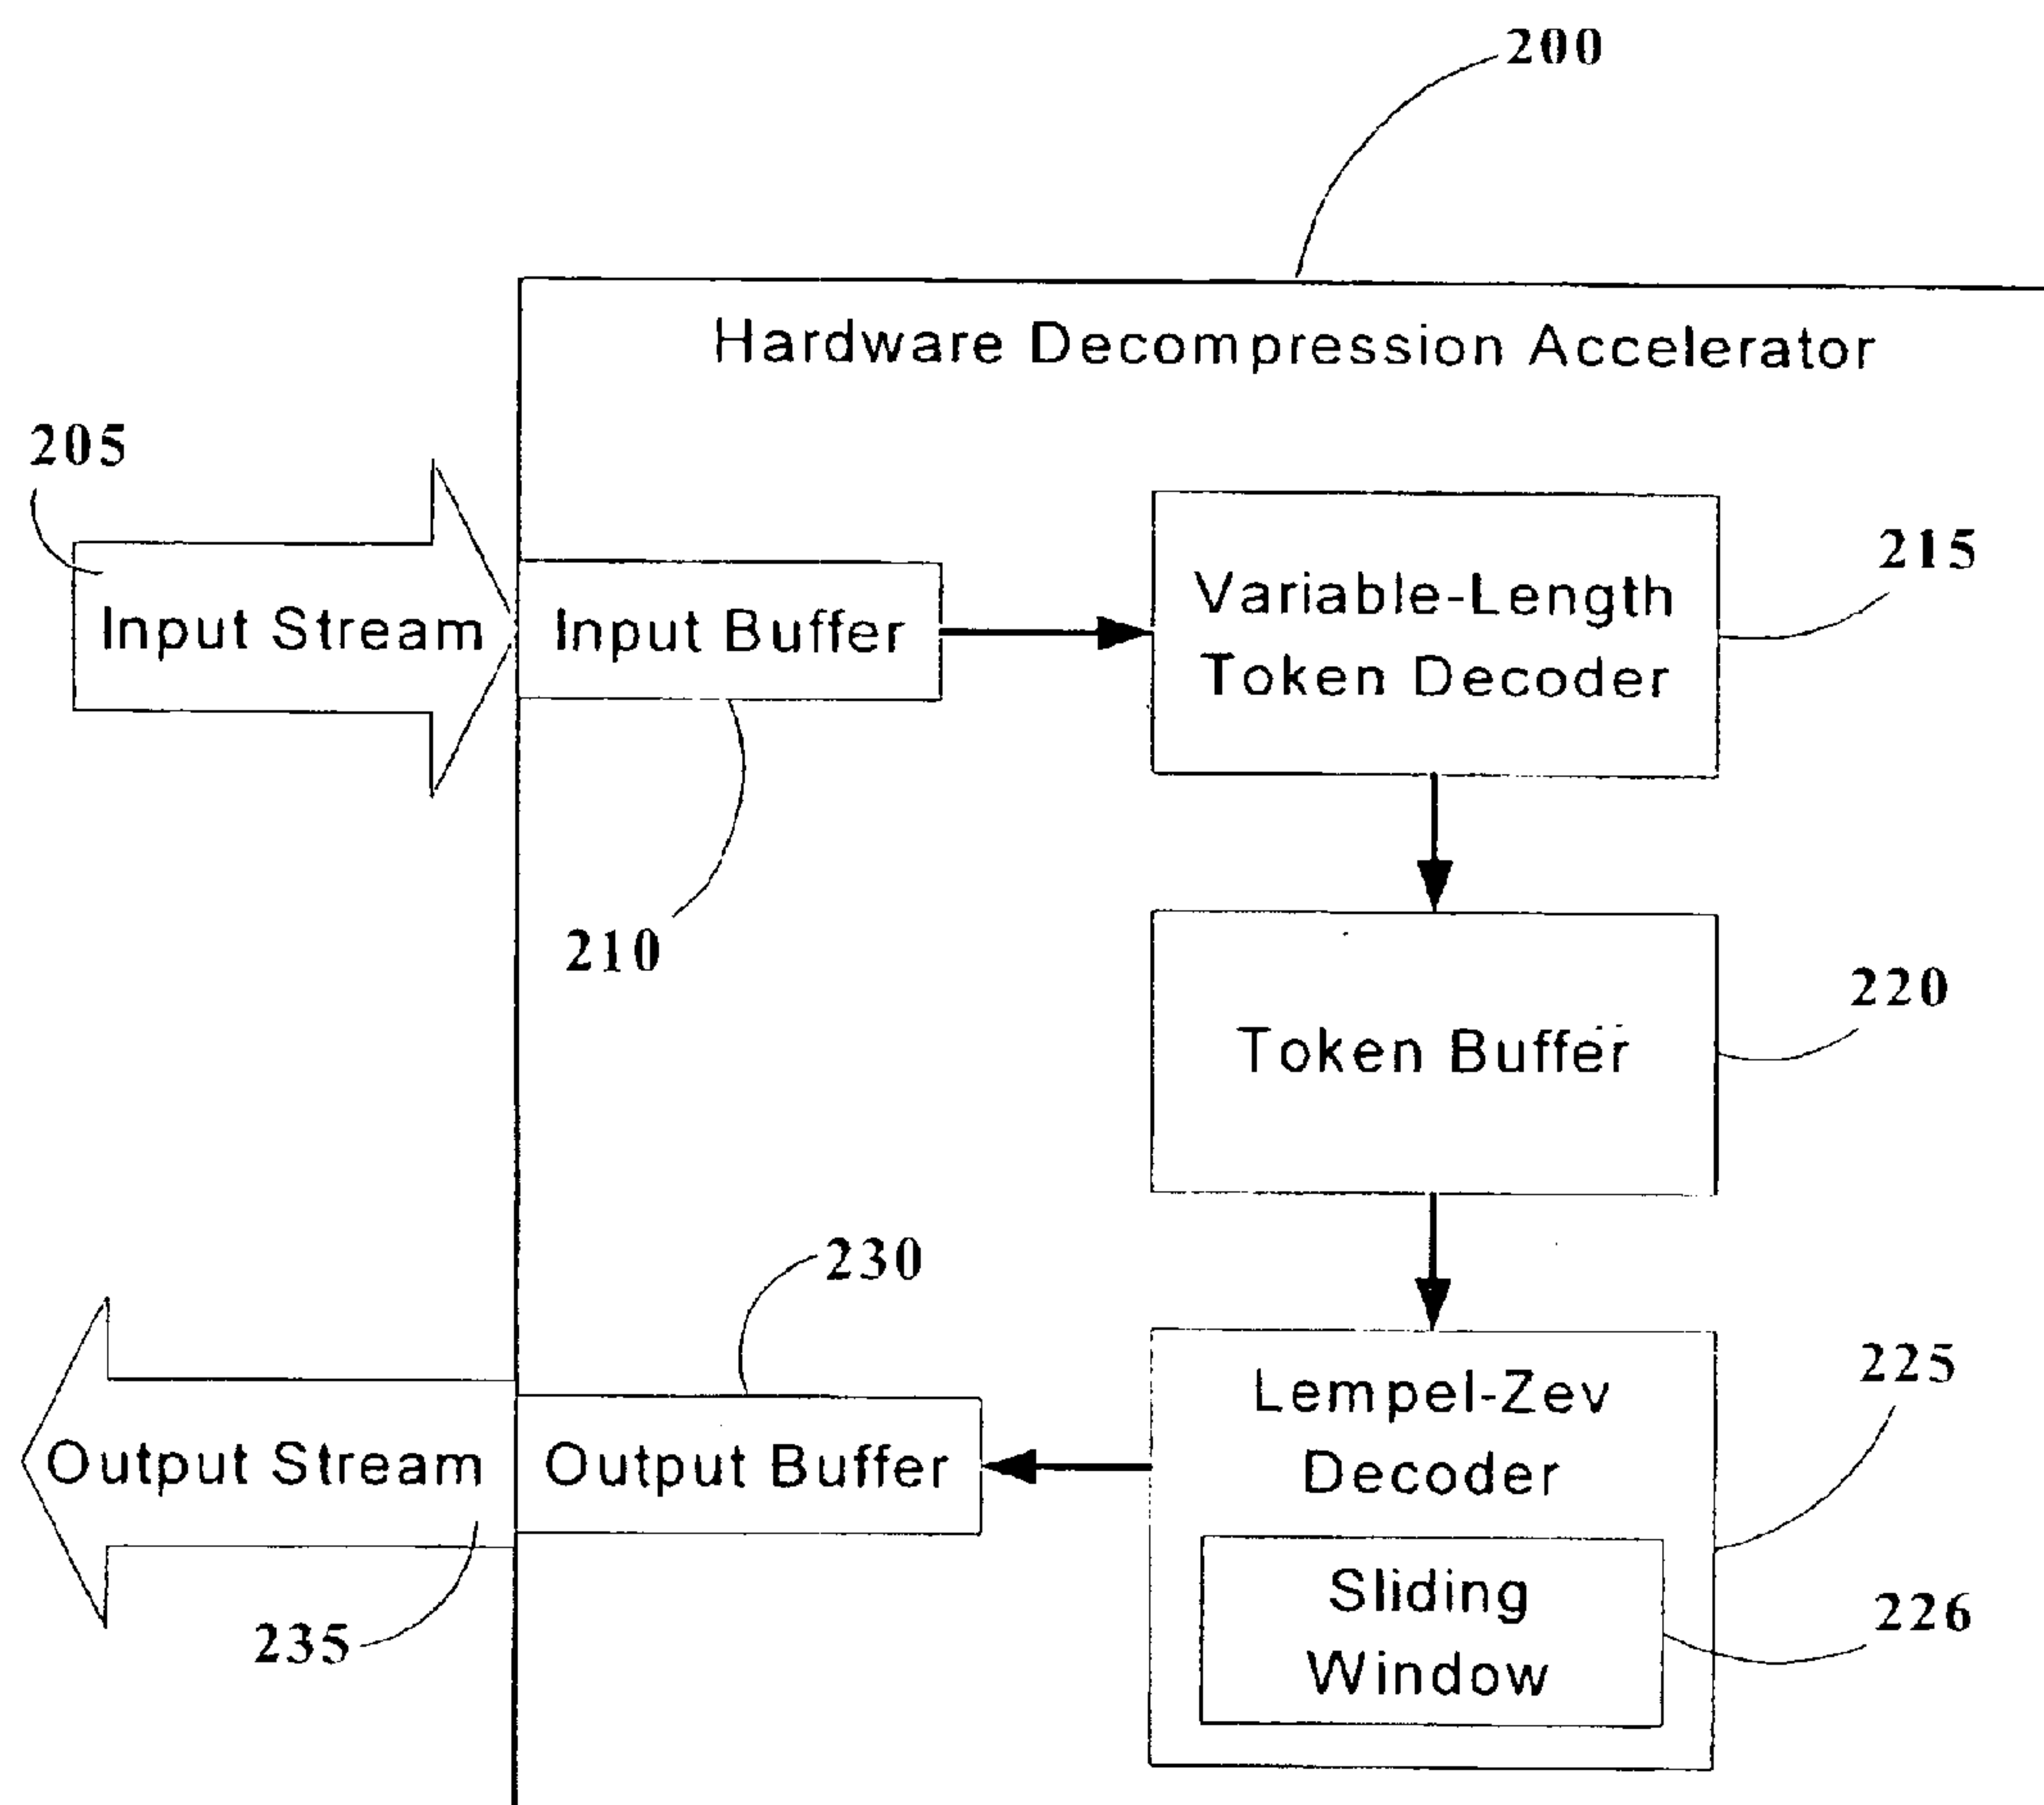 200
Hardware Decompression Accelerator
205
Input Stream
Input Buffer
Variable-Length
Token Decoder
215
210
Token Buffer
220
230
Output Stream
Output Buffer
Lempel-Zev
Decoder
225
Sliding
Window
226
235